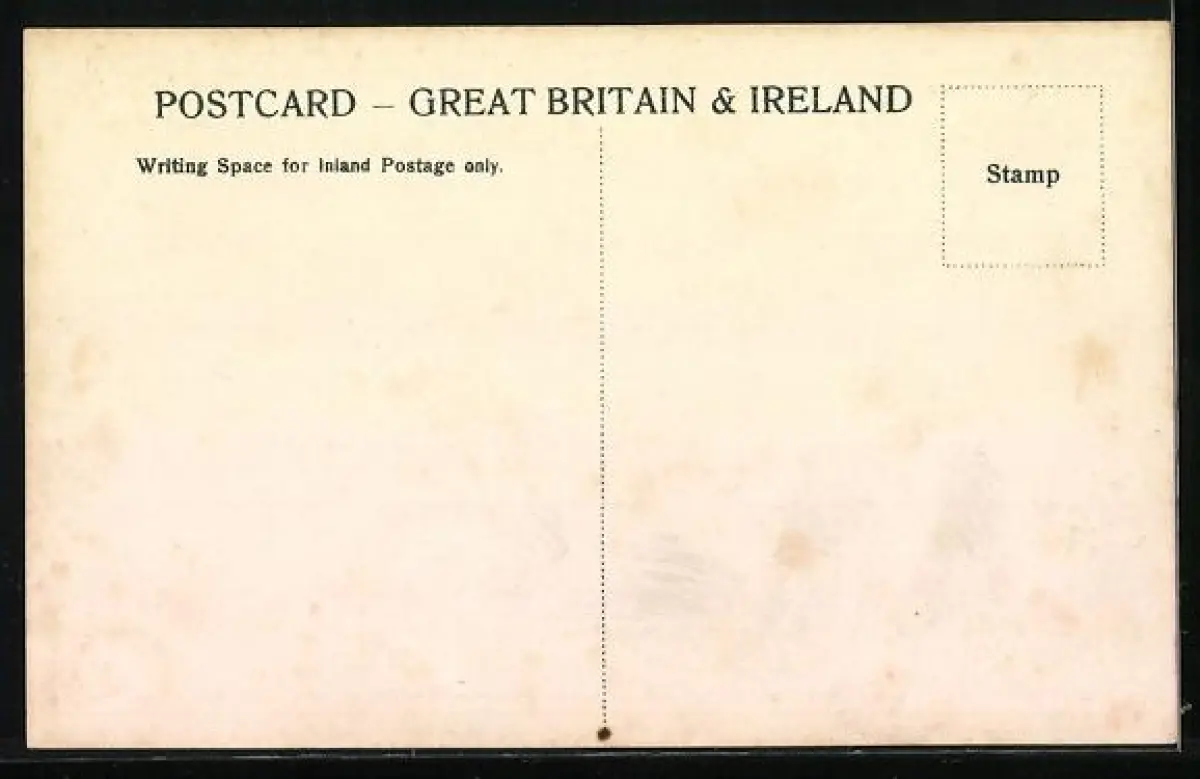 POSTCARD – GREAT BRITAIN & IRELAND
Writing Space for Inland Postage only.
Stamp